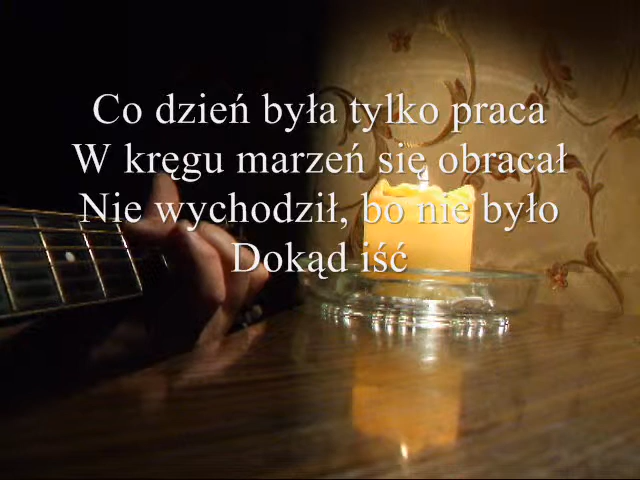 Co dzień była tylko praca
W kręgu marzeń się obracał
Nie wychodził, bo nie było
Dokąd iść